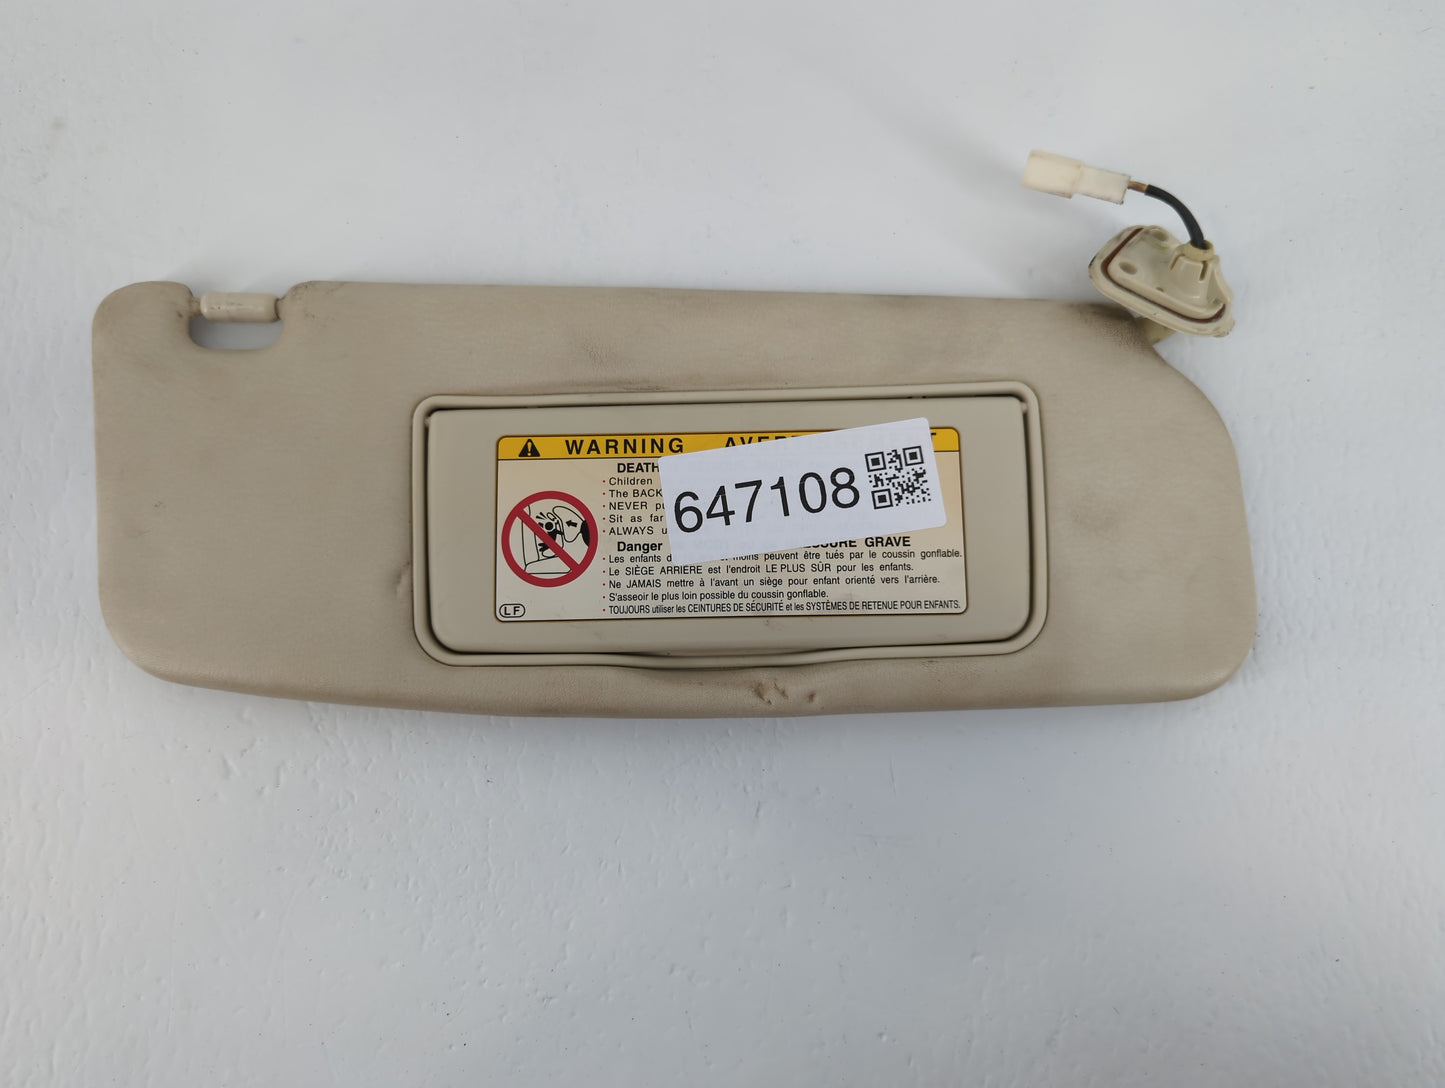 WARNING
DEATH
647108
· Children
· The BACK
· NEVER
· Sit as far
· ALWAYS
Danger GRAVE
· Les enfants moins peuvent être tués par le coussin gonflable.
· Le SIÈGE ARRIÈRE est l'endroit LE PLUS SÛR pour les enfants.
· Ne JAMAIS mettre à l'avant un siège pour enfant orienté vers l'arrière.
· S'asseoir le plus loin possible du coussin gonflable.
· TOUJOURS utiliser les CEINTURES DE SÉCURITÉ et les SYSTÈMES DE RETENUE POUR ENFANTS.
LF